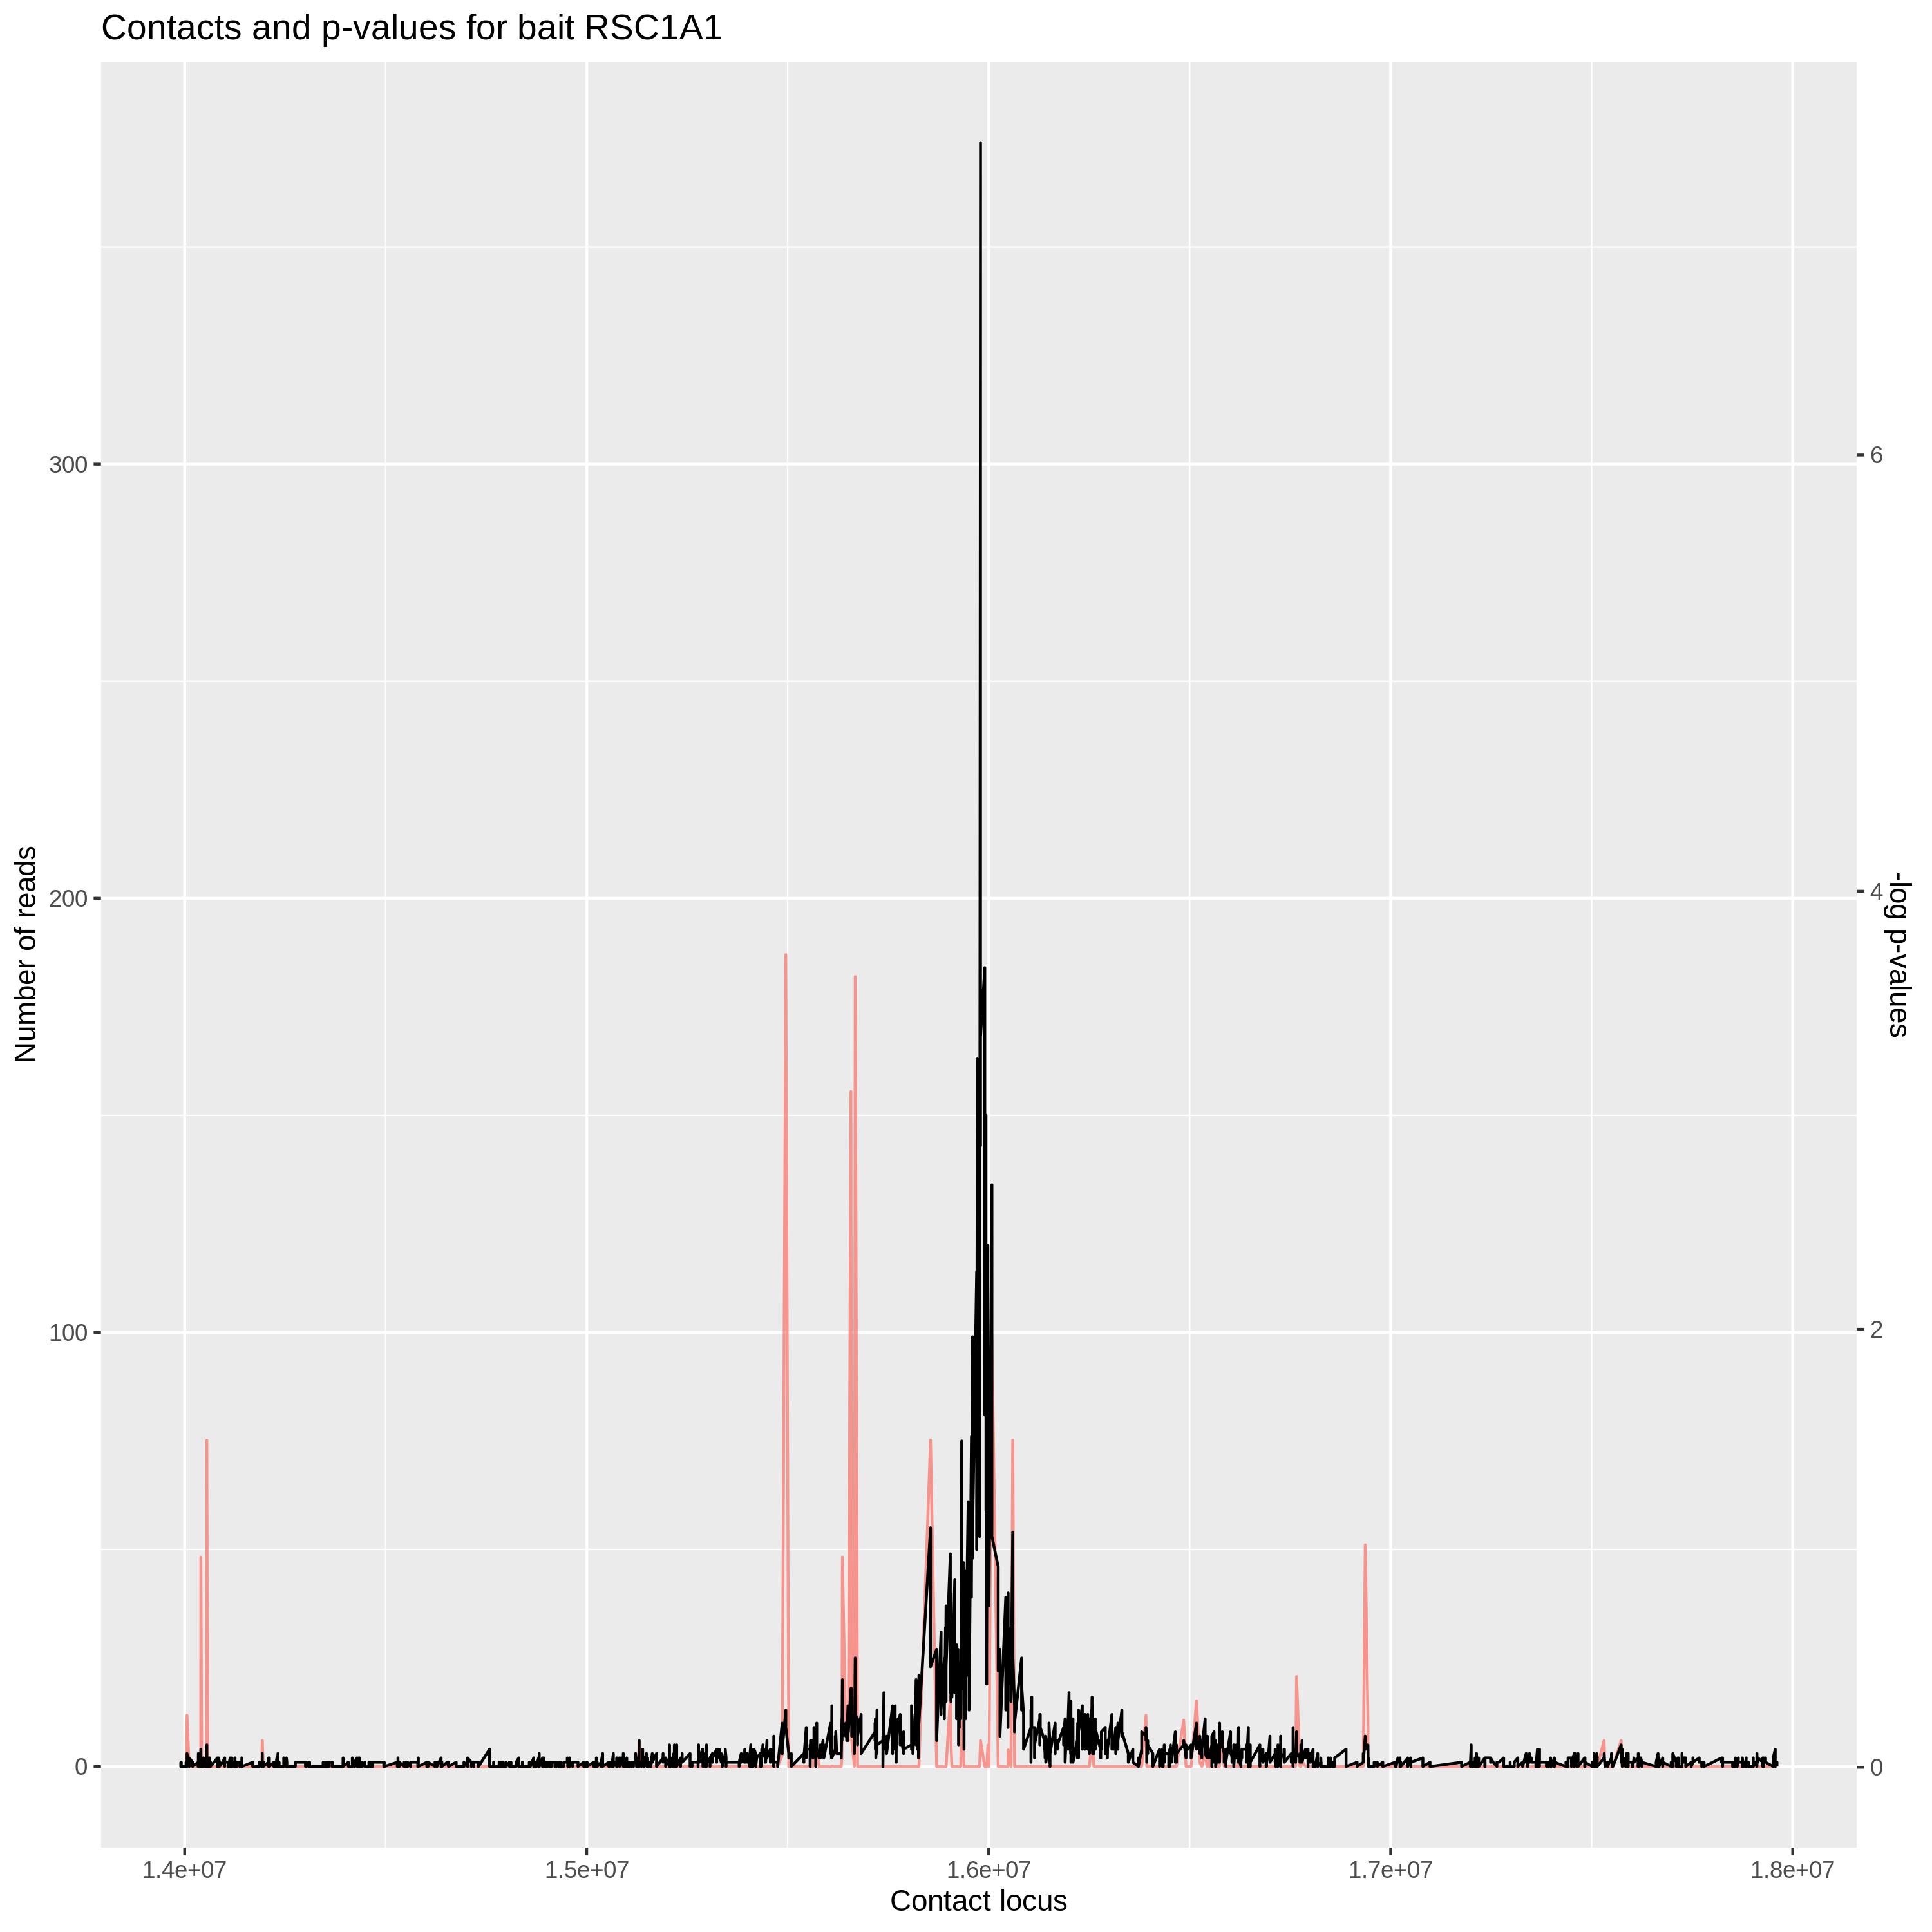 Contacts and p-values for bait RSC1A1
300
200
100
0
Number of reads
6
4
2
0
-log p-values
1.4e+07
1.5e+07
1.6e+07
1.7e+07
1.8e+07
Contact locus